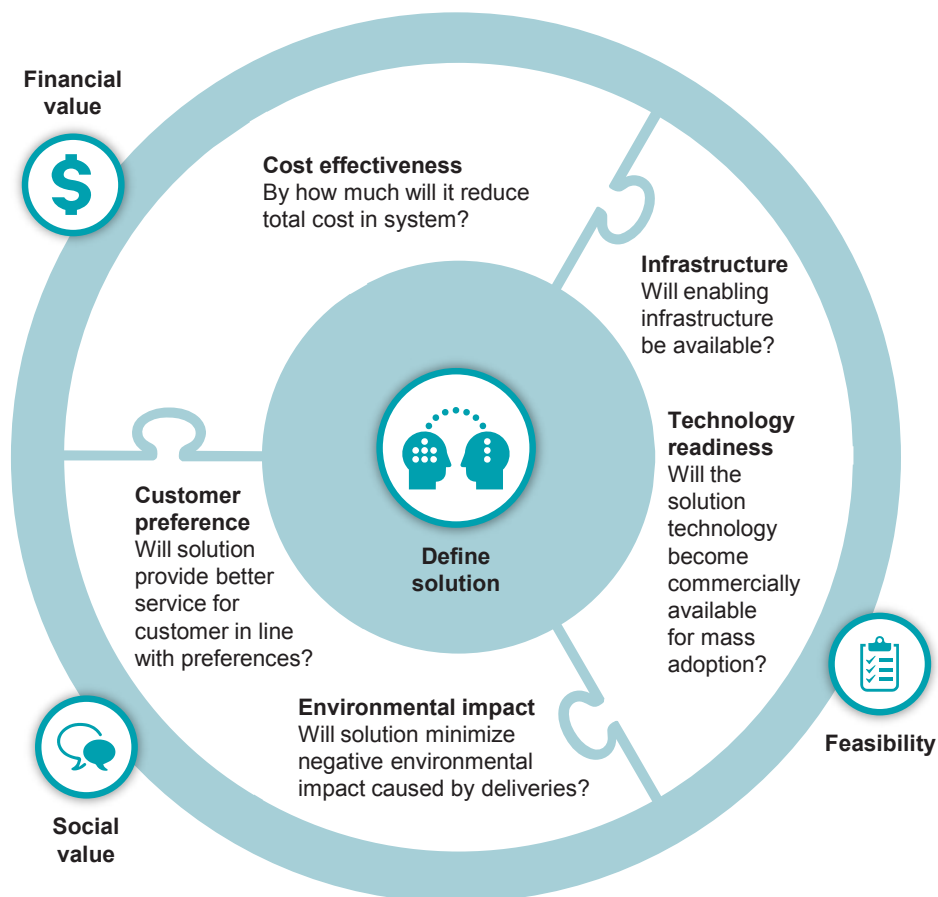 Financial
value
$
Cost effectiveness
By how much will it reduce
total cost in system?
Infrastructure
Will enabling
infrastructure
be available?
Technology
readiness
Will the
solution
technology
become
commercially
available
for mass
adoption?
Customer
preference
Will solution
provide better
service for
customer in line
with preferences?
Define
solution
Environmental impact
Will solution minimize
negative environmental
impact caused by deliveries?
Feasibility
Social
value